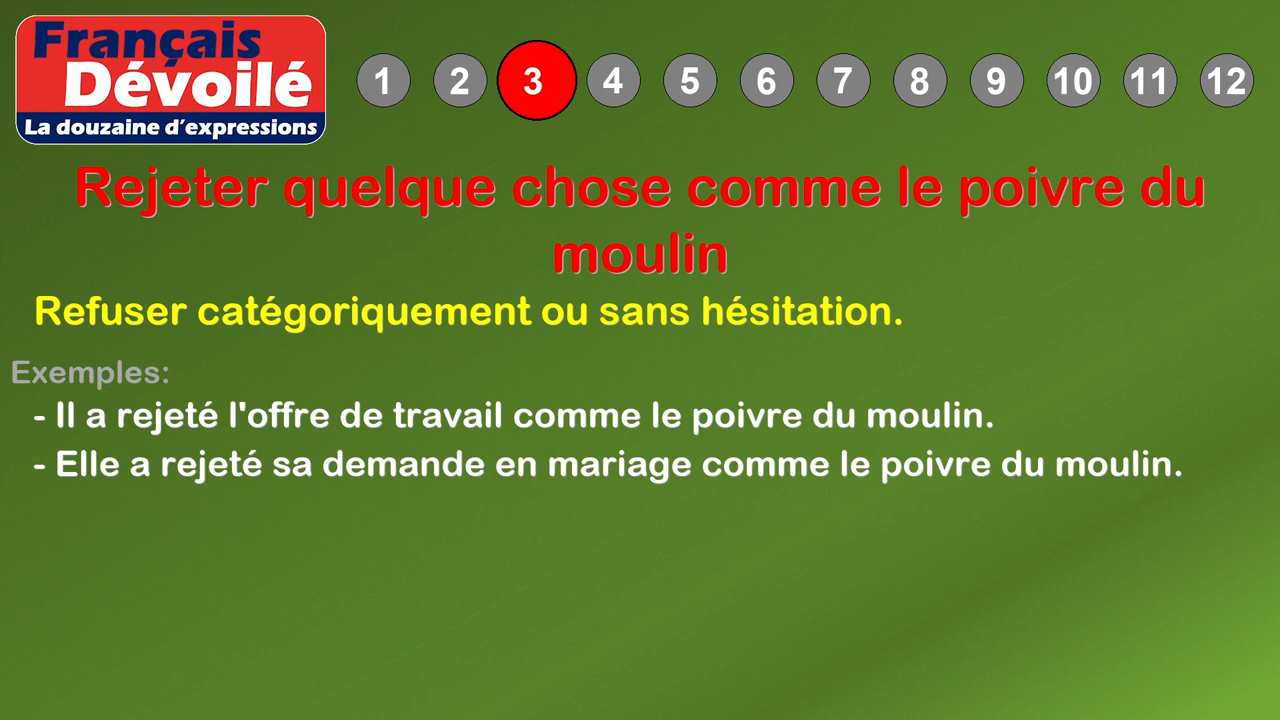 Français
Dévoilé
La douzaine d'expressions
1 2 3 4 5 6 7 8 9 10 11 12
Rejeter quelque chose comme le poivre du
moulin
Refuser catégoriquement ou sans hésitation.
Exemples:
- Il a rejeté l'offre de travail comme le poivre du moulin.
- Elle a rejeté sa demande en mariage comme le poivre du moulin.